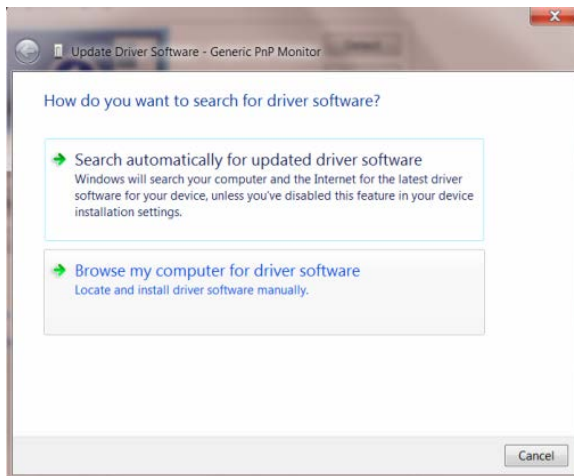 Update Driver Software - Generic PnP Monitor
How do you want to search for driver software?
Search automatically for updated driver software
Windows will search your computer and the Internet for the latest driver
software for your device, unless you've disabled this feature in your device
installation settings.
Browse my computer for driver software
Locate and install driver software manually.
Cancel